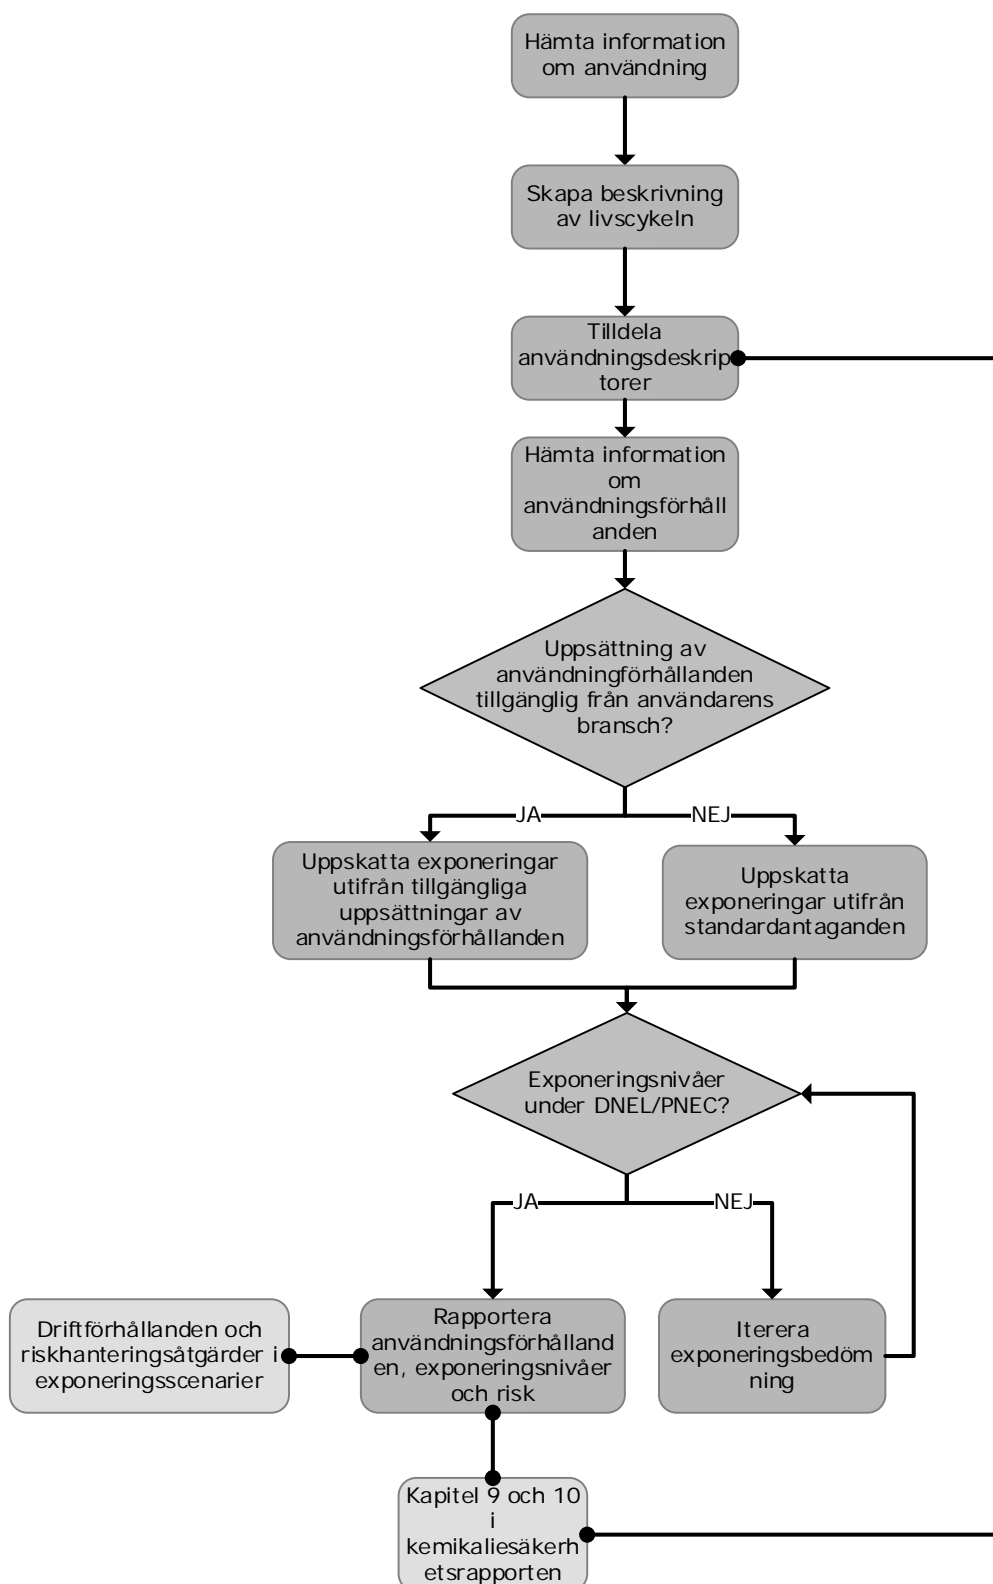 Hämta information
om användning
Skapa beskrivning
av livscykeln
Tilldela
användningsdeskrip
torer
Hämta information
om
användningsförhåll
anden
Uppsättning av
användningförhållanden
tillgänglig från användarens
bransch?
JA
NEJ
Uppskatta exponeringar
utifrån tillgängliga
uppsättningar av
användningsförhållanden
Uppskatta
exponeringar utifrån
standardantaganden
Exponeringsnivåer
under DNEL/PNEC?
JA
NEJ
Driftförhållanden och
riskhanteringsåtgärder i
exponeringsscenarier
Rapportera
användningsförhålland
en, exponeringsnivåer
och risk
Iterera
exponeringsbedöm
ning
Kapitel 9 och 10
i
kemikaliesäkerh
etsrapporten